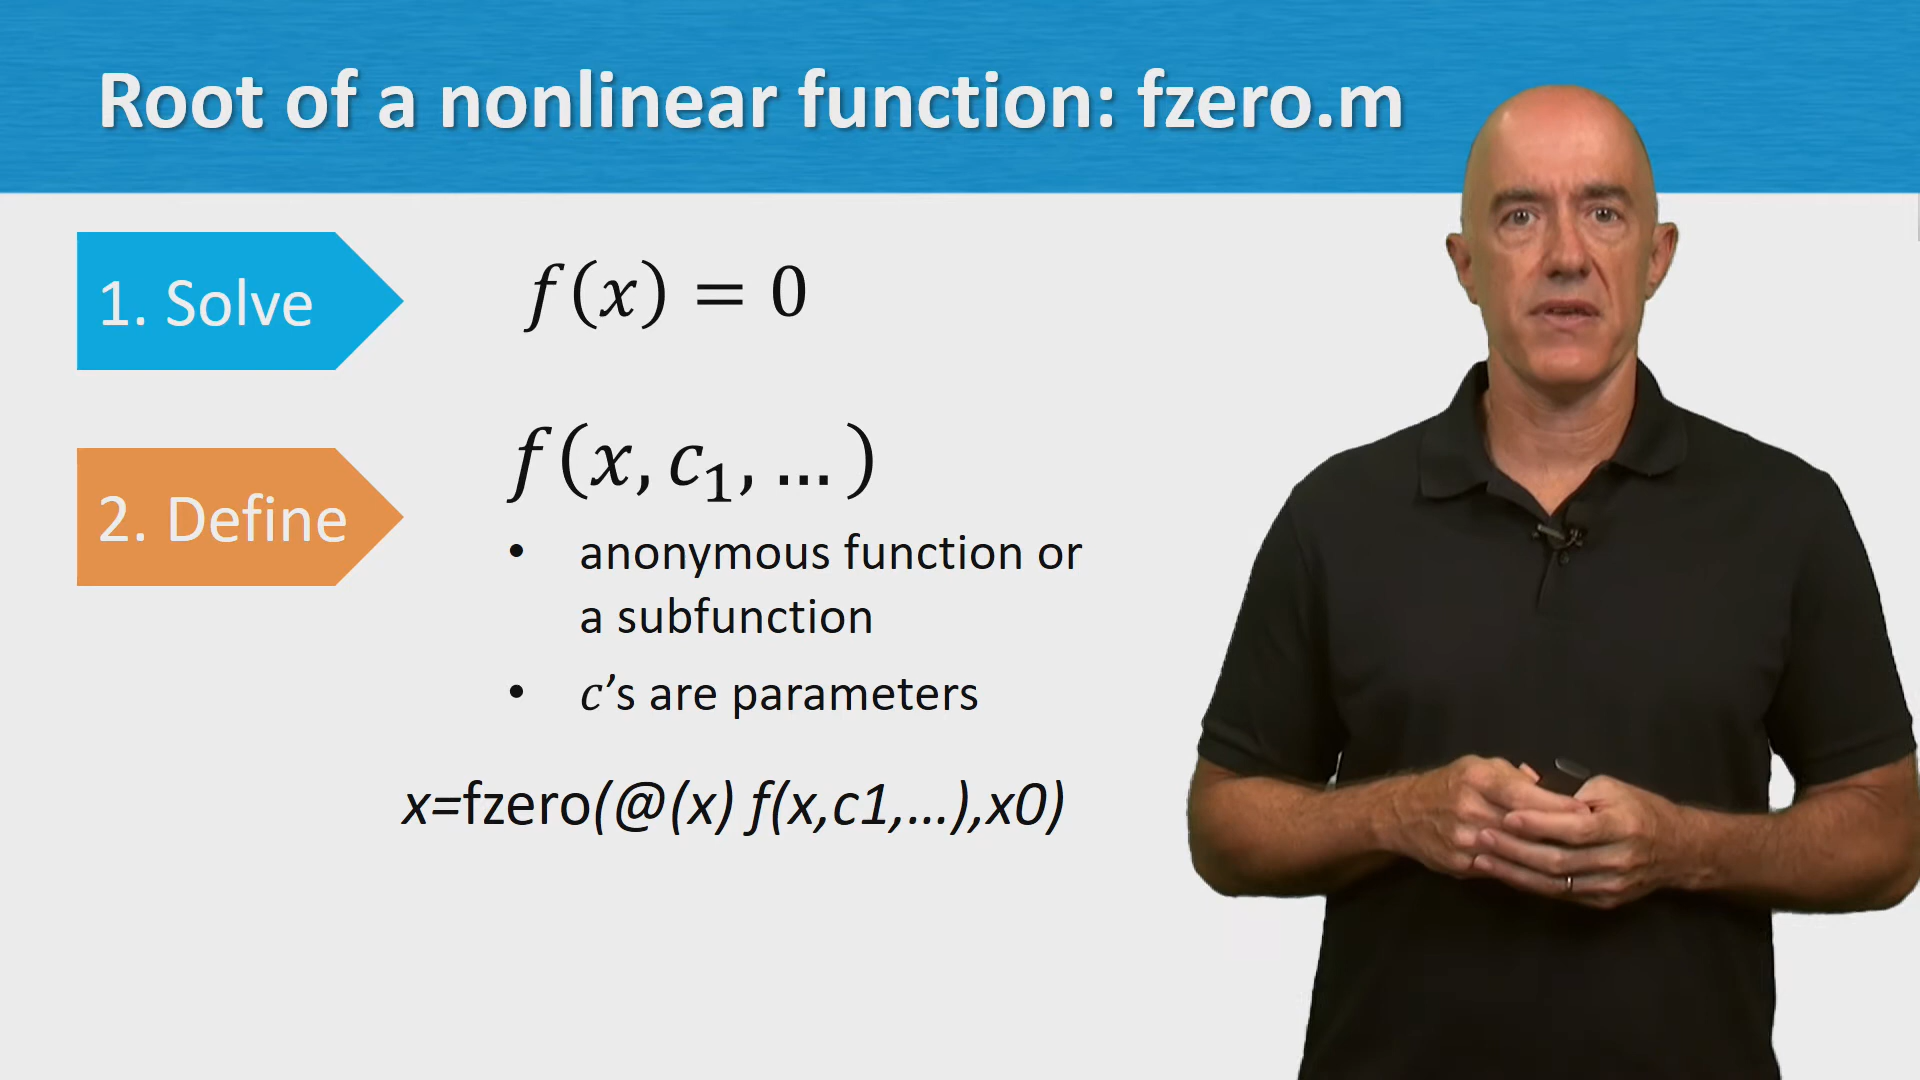 Root of a nonlinear function: fzero.m
1. Solve
f(x) = 0
2. Define
f(x, c₁, … )
• anonymous function or
a subfunction
• c’s are parameters
x=fzero(@(x) f(x,c1,…),x0)